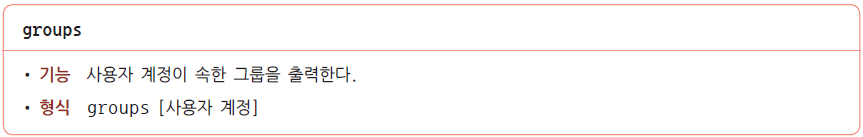 groups
• 기능 사용자 계정이 속한 그룹을 출력한다.
• 형식 groups [사용자 계정]